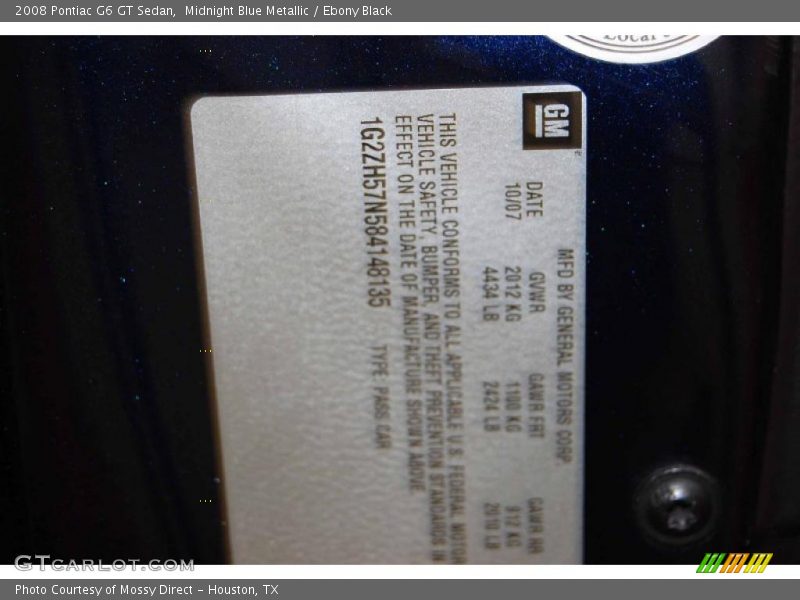 2008 Pontiac G6 GT Sedan, Midnight Blue Metallic / Ebony Black
Local
GM
MFD BY GENERAL MOTORS CORP.
DATE GVWR GAWR FRT GAWR RR
10/07 2012 KG 1100 KG 912 KG
4434 LB 2424 LB 2010 LB
THIS VEHICLE CONFORMS TO ALL APPLICABLE U.S. FEDERAL MOTOR
VEHICLE SAFETY, BUMPER, AND THEFT PREVENTION STANDARDS IN
EFFECT ON THE DATE OF MANUFACTURE SHOWN ABOVE.
1G2ZH57N584148135 TYPE: PASS CAR
GTCARLOT.COM
Photo Courtesy of Mossy Direct - Houston, TX